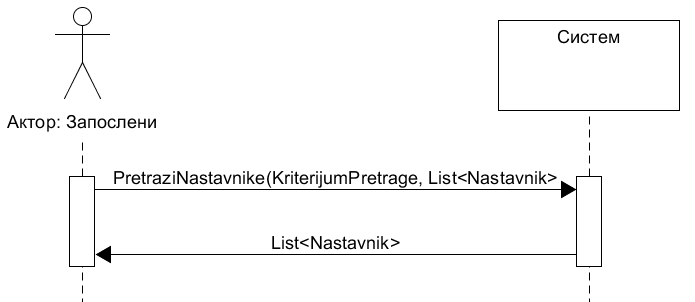 Систем
Актор: Запослени
PretraziNastavnike(KriterijumPretrage, List<Nastavnik>
List<Nastavnik>